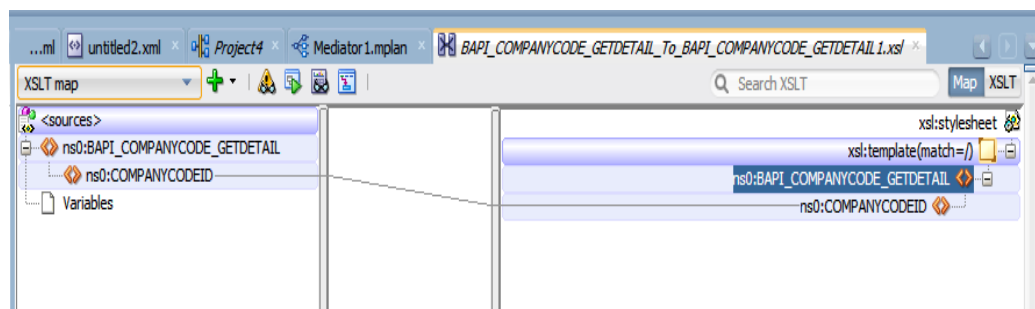 ...ml untitled2.xml Project4 Mediator1.mplan BAPI_COMPANYCODE_GETDETAIL_To_BAPI_COMPANYCODE_GETDETAIL1.xsl
XSLT map Search XSLT Map XSLT
<sources> xsl:stylesheet
ns0:BAPI_COMPANYCODE_GETDETAIL xsl:template(match=/)
ns0:COMPANYCODEID ns0:BAPI_COMPANYCODE_GETDETAIL
Variables ns0:COMPANYCODEID